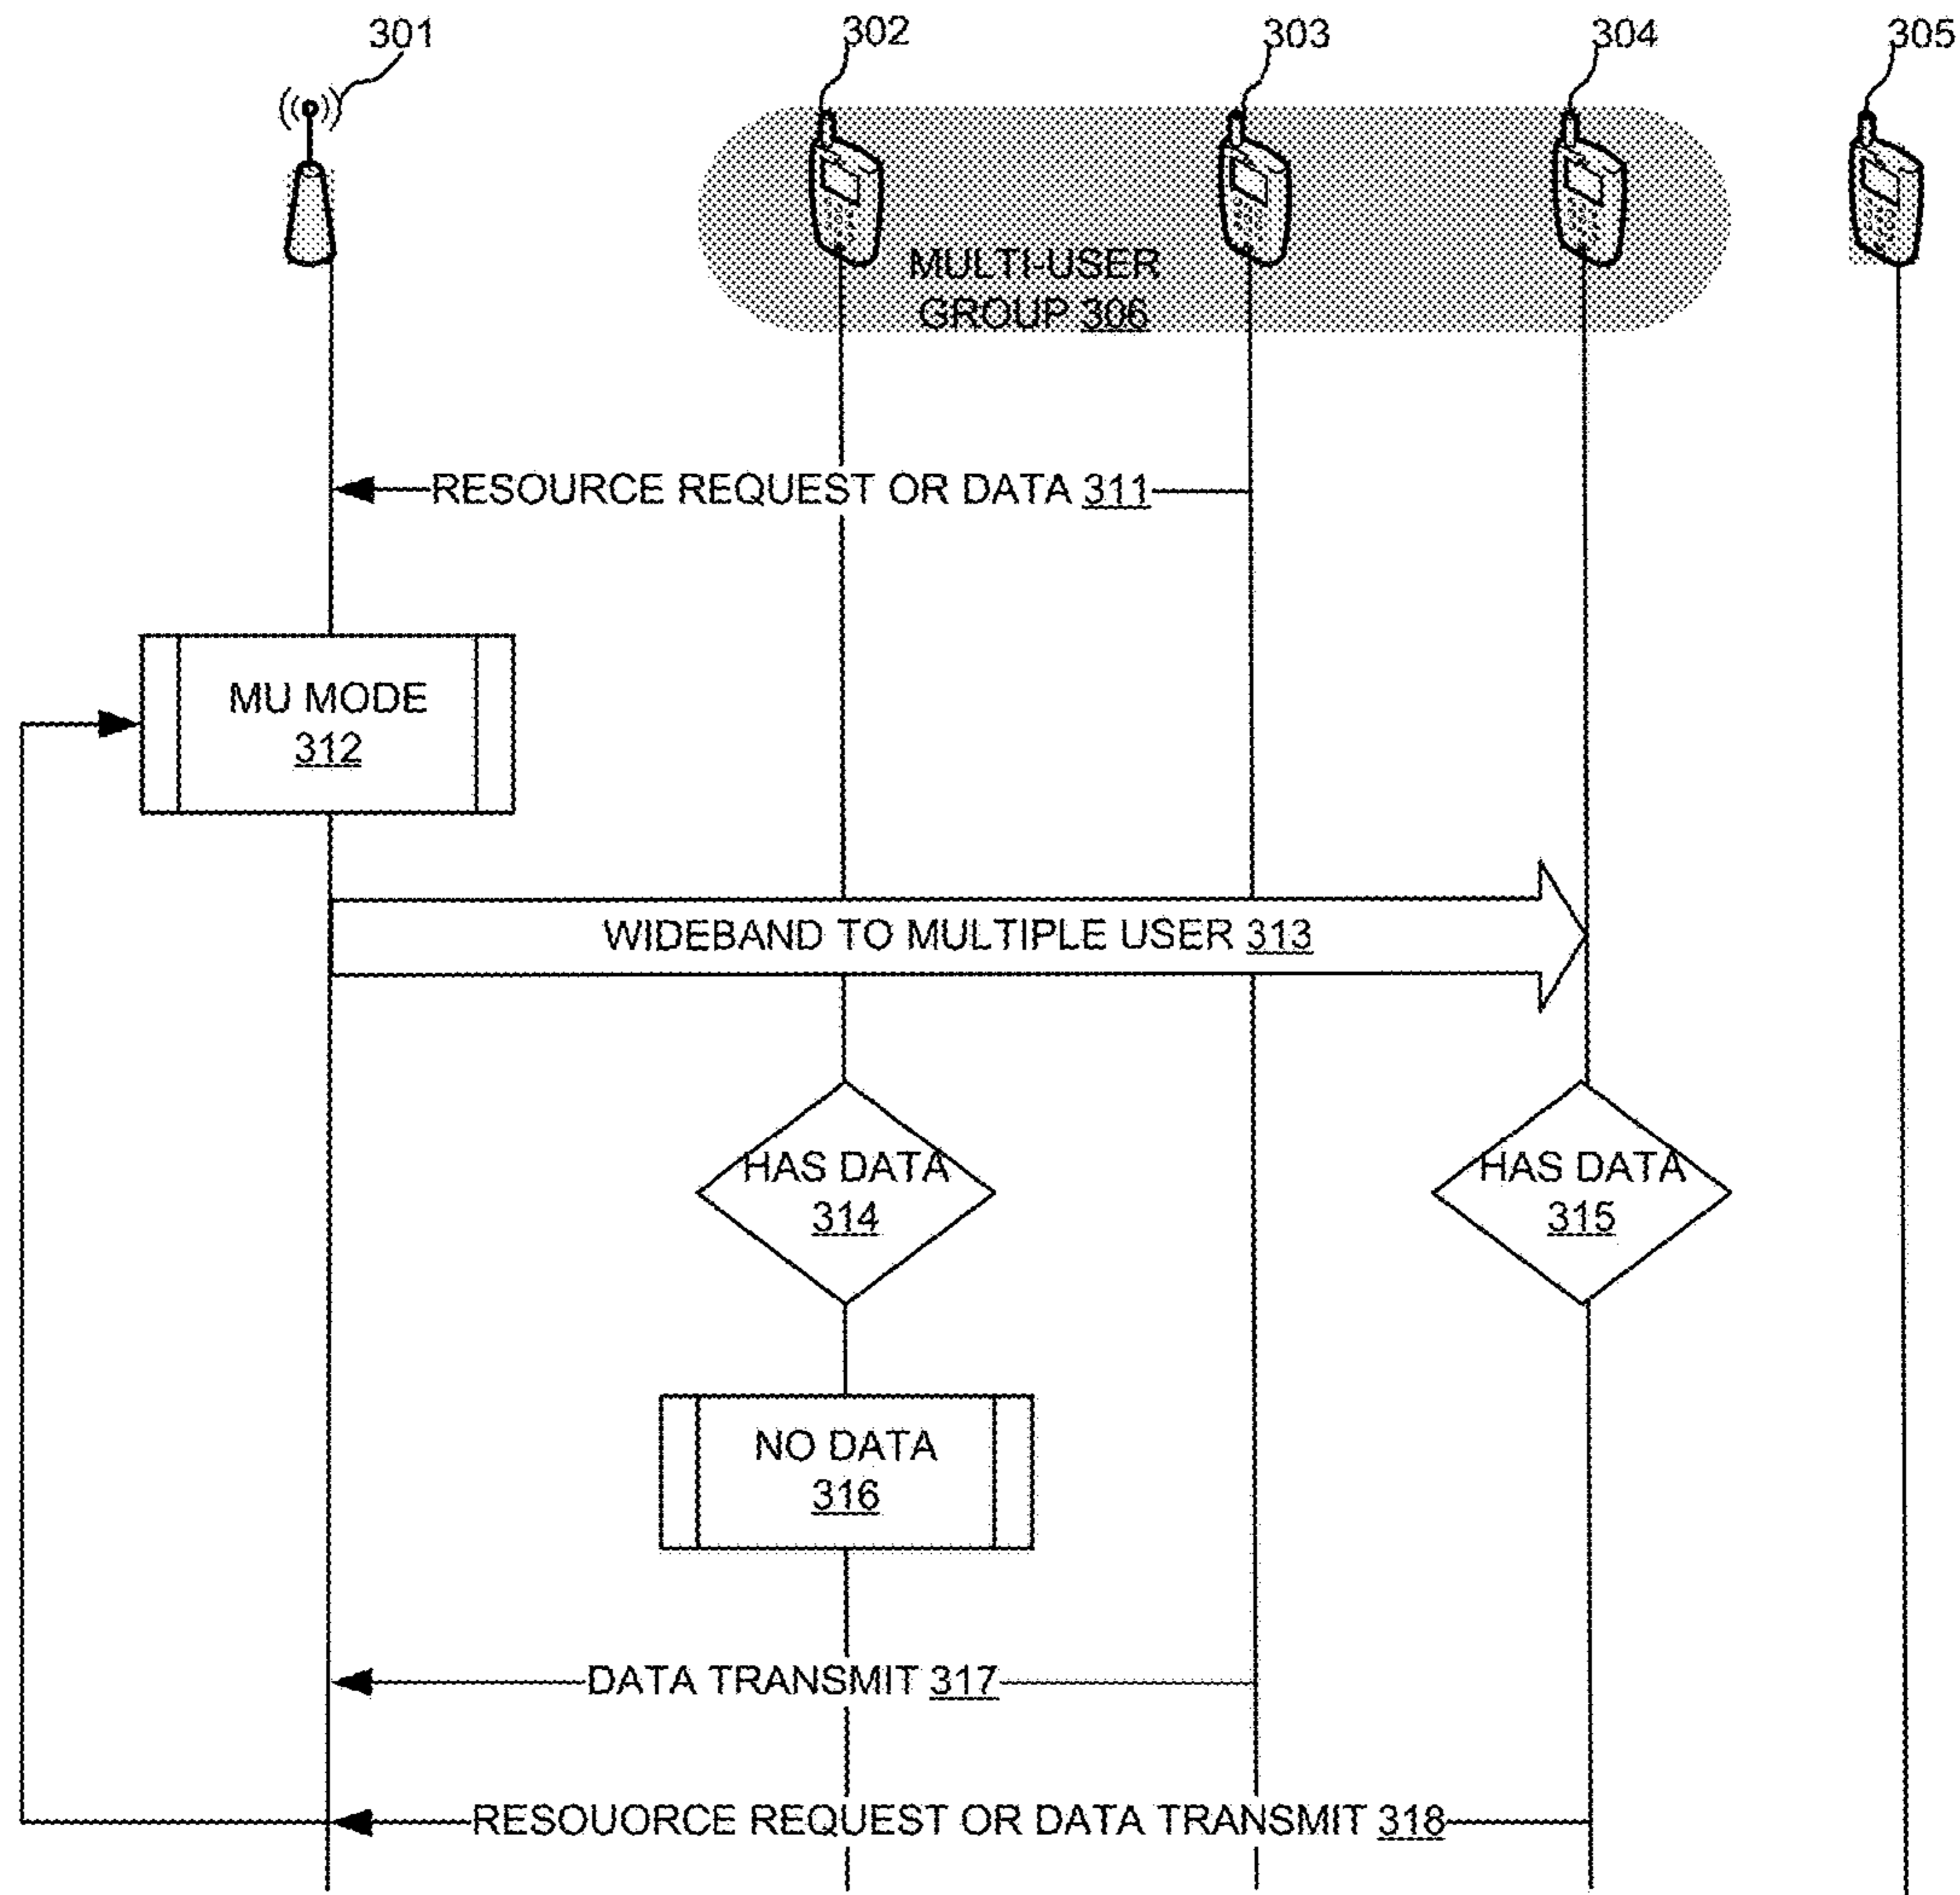 301
302
303
304
305
MULTI-USER
GROUP 306
RESOURCE REQUEST OR DATA 311
MU MODE
312
WIDEBAND TO MULTIPLE USER 313
HAS DATA
314
HAS DATA
315
NO DATA
316
DATA TRANSMIT 317
RESOUORCE REQUEST OR DATA TRANSMIT 318